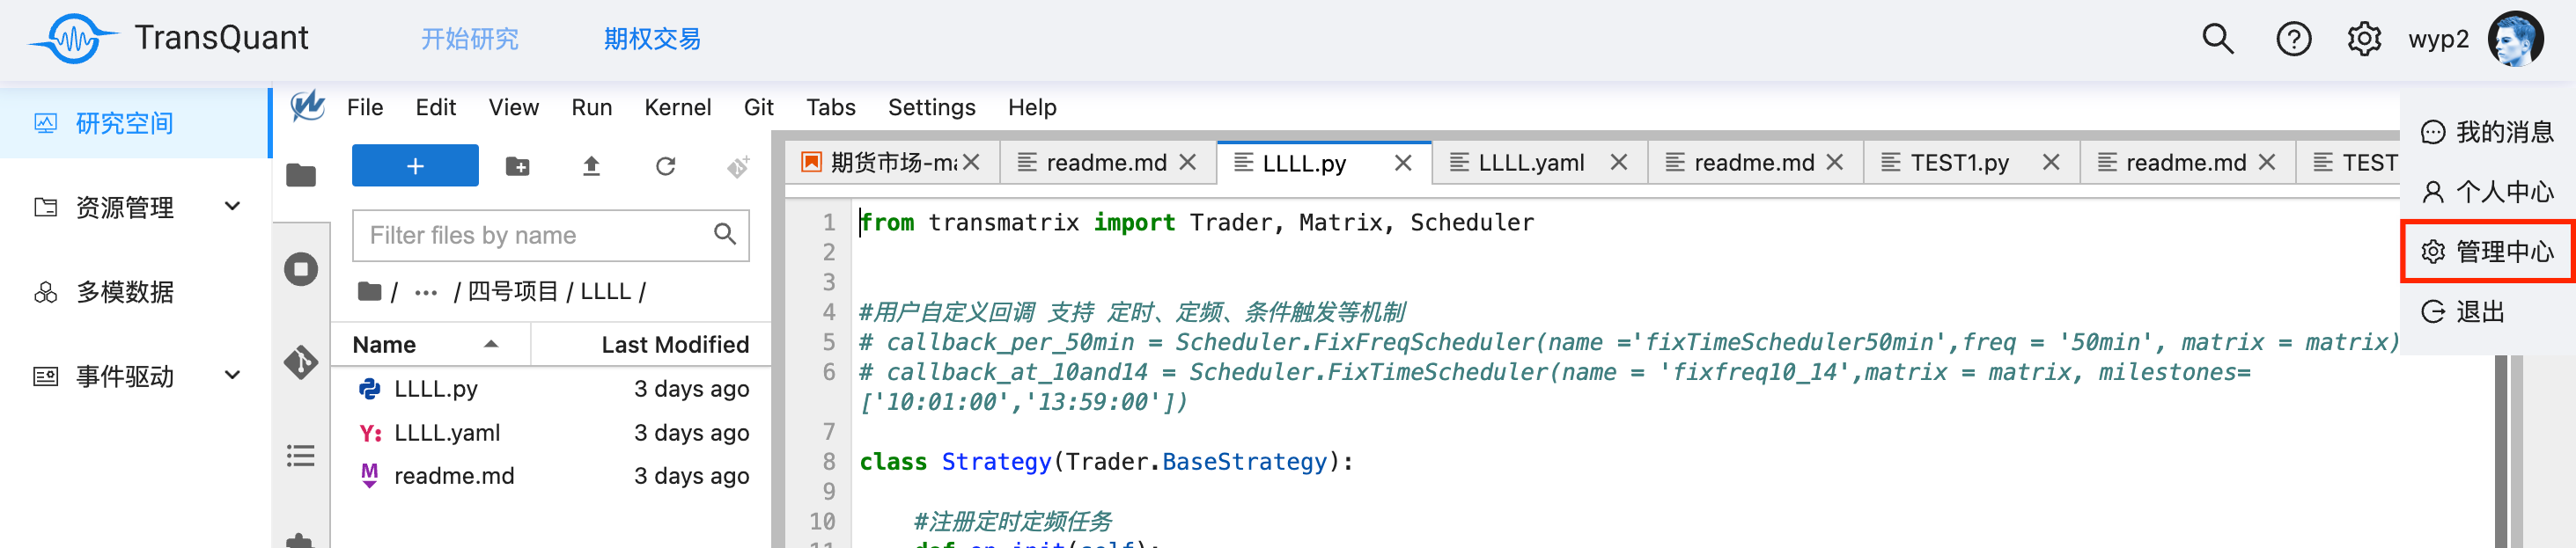 TransQuant 开始研究 期权交易 wyp2
研究空间
资源管理
多模数据
事件驱动
File Edit View Run Kernel Git Tabs Settings Help
Filter files by name
/ ··· / 四号项目 / LLLL /
Name Last Modified
LLLL.py 3 days ago
LLLL.yaml 3 days ago
readme.md 3 days ago
期货市场-ma readme.md LLLL.py LLLL.yaml readme.md TEST1.py readme.md TEST
1 from transmatrix import Trader, Matrix, Scheduler
2
3
4 #用户自定义回调 支持 定时、定频、条件触发等机制
5 # callback_per_50min = Scheduler.FixFreqScheduler(name ='fixTimeScheduler50min',freq = '50min', matrix = matrix)
6 # callback_at_10and14 = Scheduler.FixTimeScheduler(name = 'fixfreq10_14',matrix = matrix, milestones=
['10:01:00','13:59:00'])
7
8 class Strategy(Trader.BaseStrategy):
9
10 #注册定时定频任务
11 def on_init(self):
我的消息
个人中心
管理中心
退出